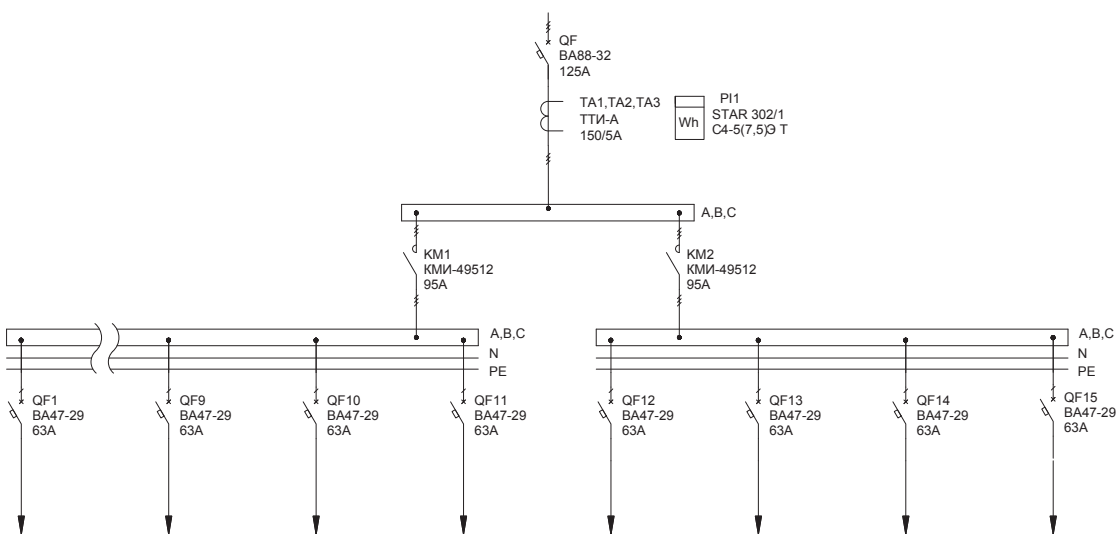 QF
ВА88-32
125А
ТА1,ТА2,ТА3
ТТИ-А
150/5А
Wh
PI1
STAR 302/1
С4-5(7,5)Э Т
А,В,С
КМ1
КМИ-49512
95А
КМ2
КМИ-49512
95А
А,В,С
N
PE
А,В,С
N
PE
QF1
ВА47-29
63А
QF9
ВА47-29
63А
QF10
ВА47-29
63А
QF11
ВА47-29
63А
QF12
ВА47-29
63А
QF13
ВА47-29
63А
QF14
ВА47-29
63А
QF15
ВА47-29
63А